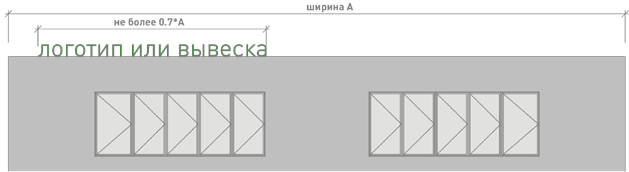 ширина А
не более 0.7*А
логотип или вывеска